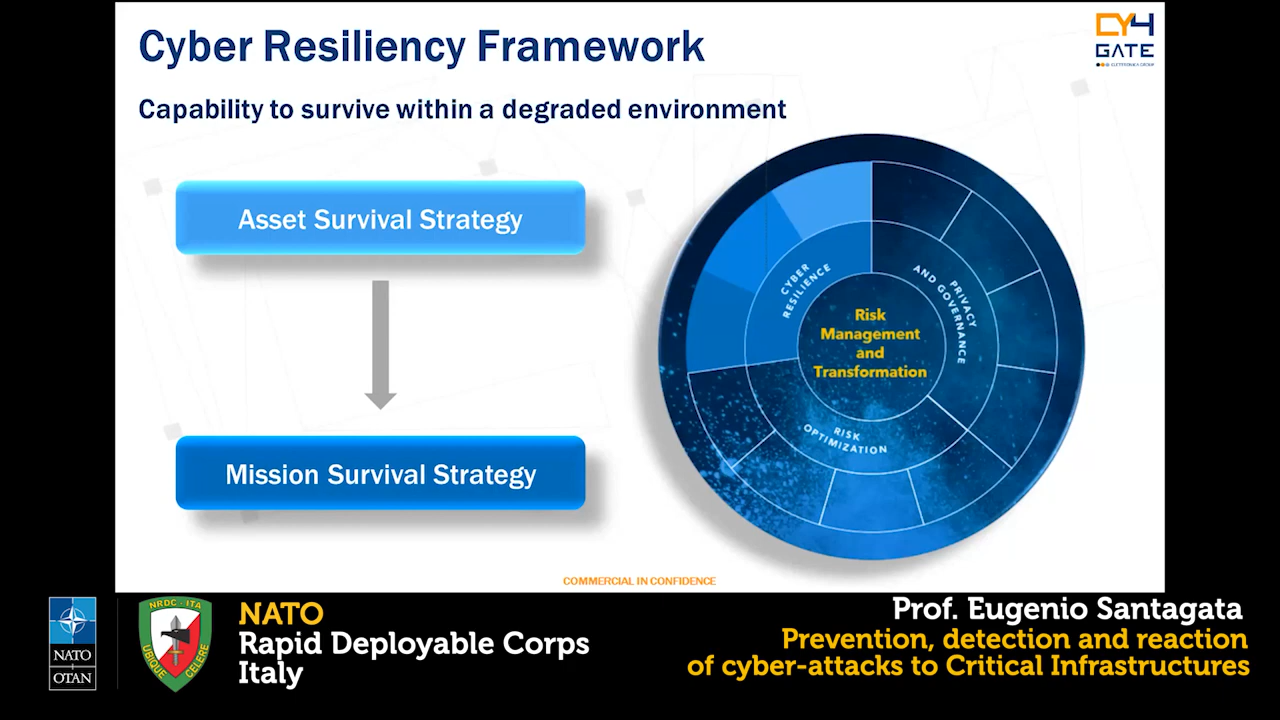 Cyber Resiliency Framework
CY4
GATE
ELETTRONICA GROUP
Capability to survive within a degraded environment
Asset Survival Strategy
Mission Survival Strategy
CYBER
RESILIENCE
PRIVACY
AND GOVERNANCE
Risk
Management
and
Transformation
RISK
OPTIMIZATION
COMMERCIAL IN CONFIDENCE
NATO
OTAN
NRDC - ITA
UBIQUE CELERE
NATO
Rapid Deployable Corps
Italy
Prof. Eugenio Santagata
Prevention, detection and reaction
of cyber-attacks to Critical Infrastructures